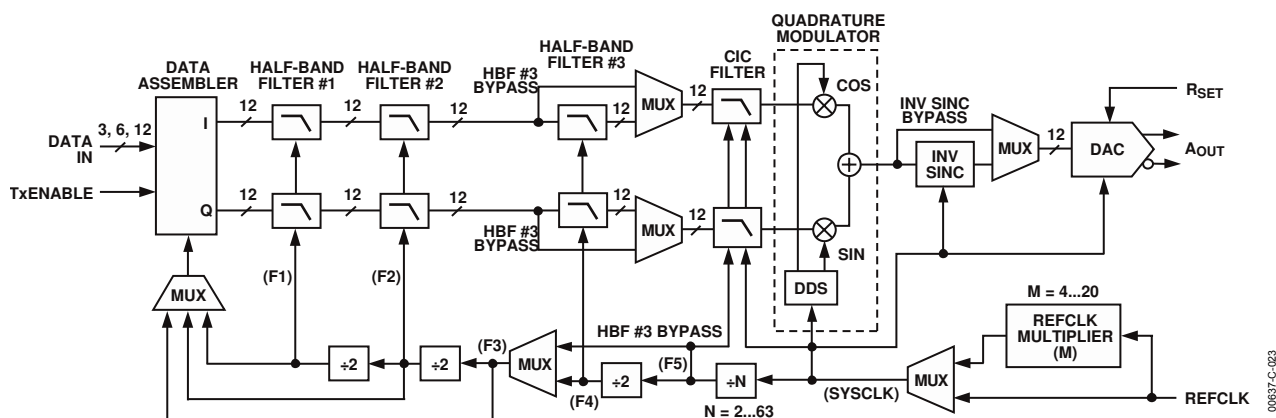 QUADRATURE
MODULATOR
DATA
ASSEMBLER
HALF-BAND
FILTER #1
HALF-BAND
FILTER #2
HBF #3
BYPASS
HALF-BAND
FILTER #3
CIC
FILTER
COS
INV SINC
BYPASS
RSET
DATA
IN
3, 6, 12
I
12
12
12
12
MUX
12
INV
SINC
MUX
12
DAC
AOUT
TxENABLE
Q
12
12
12
HBF #3
BYPASS
12
MUX
12
SIN
DDS
MUX
(F1)
(F2)
÷2
÷2
(F3)
MUX
HBF #3 BYPASS
(F4)
÷2
(F5)
÷N
N = 2...63
(SYSCLK)
MUX
M = 4...20
REFCLK
MULTIPLIER
(M)
REFCLK
00637-C-023